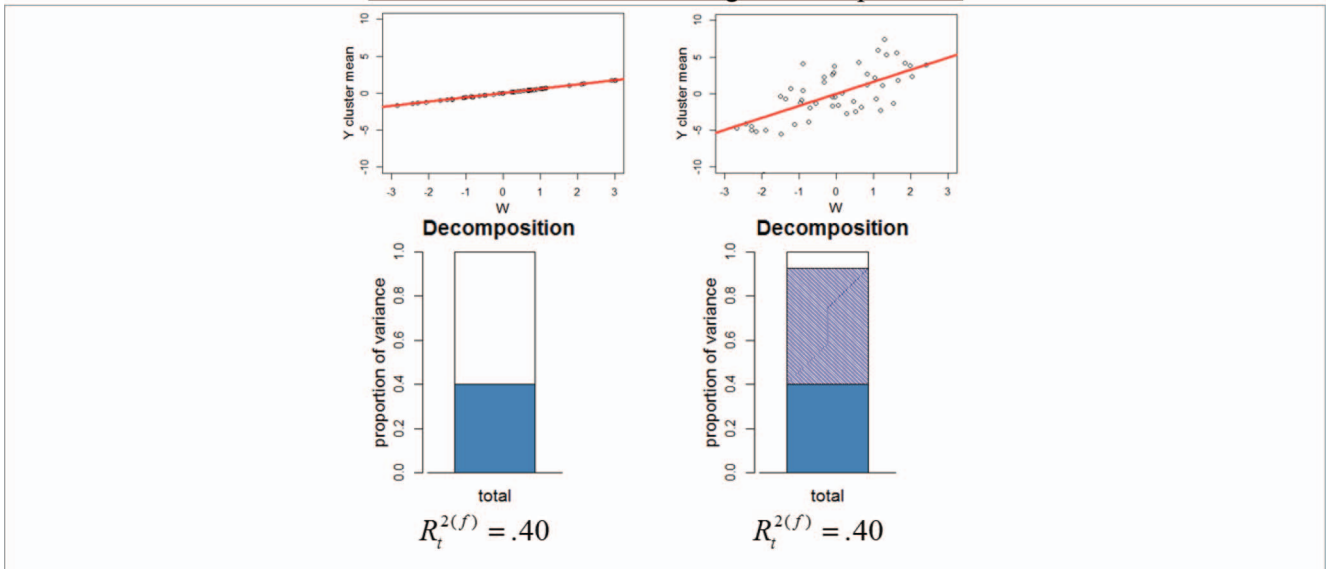 10
5
0
-5
-10
Y cluster mean
-3 -2 -1 0 1 2 3
W
10
5
0
-5
-10
Y cluster mean
-3 -2 -1 0 1 2 3
W
Decomposition
1.0
0.8
0.6
0.4
0.2
0.0
proportion of variance
total
R_t^{2(f)} = .40
Decomposition
1.0
0.8
0.6
0.4
0.2
0.0
proportion of variance
total
R_t^{2(f)} = .40